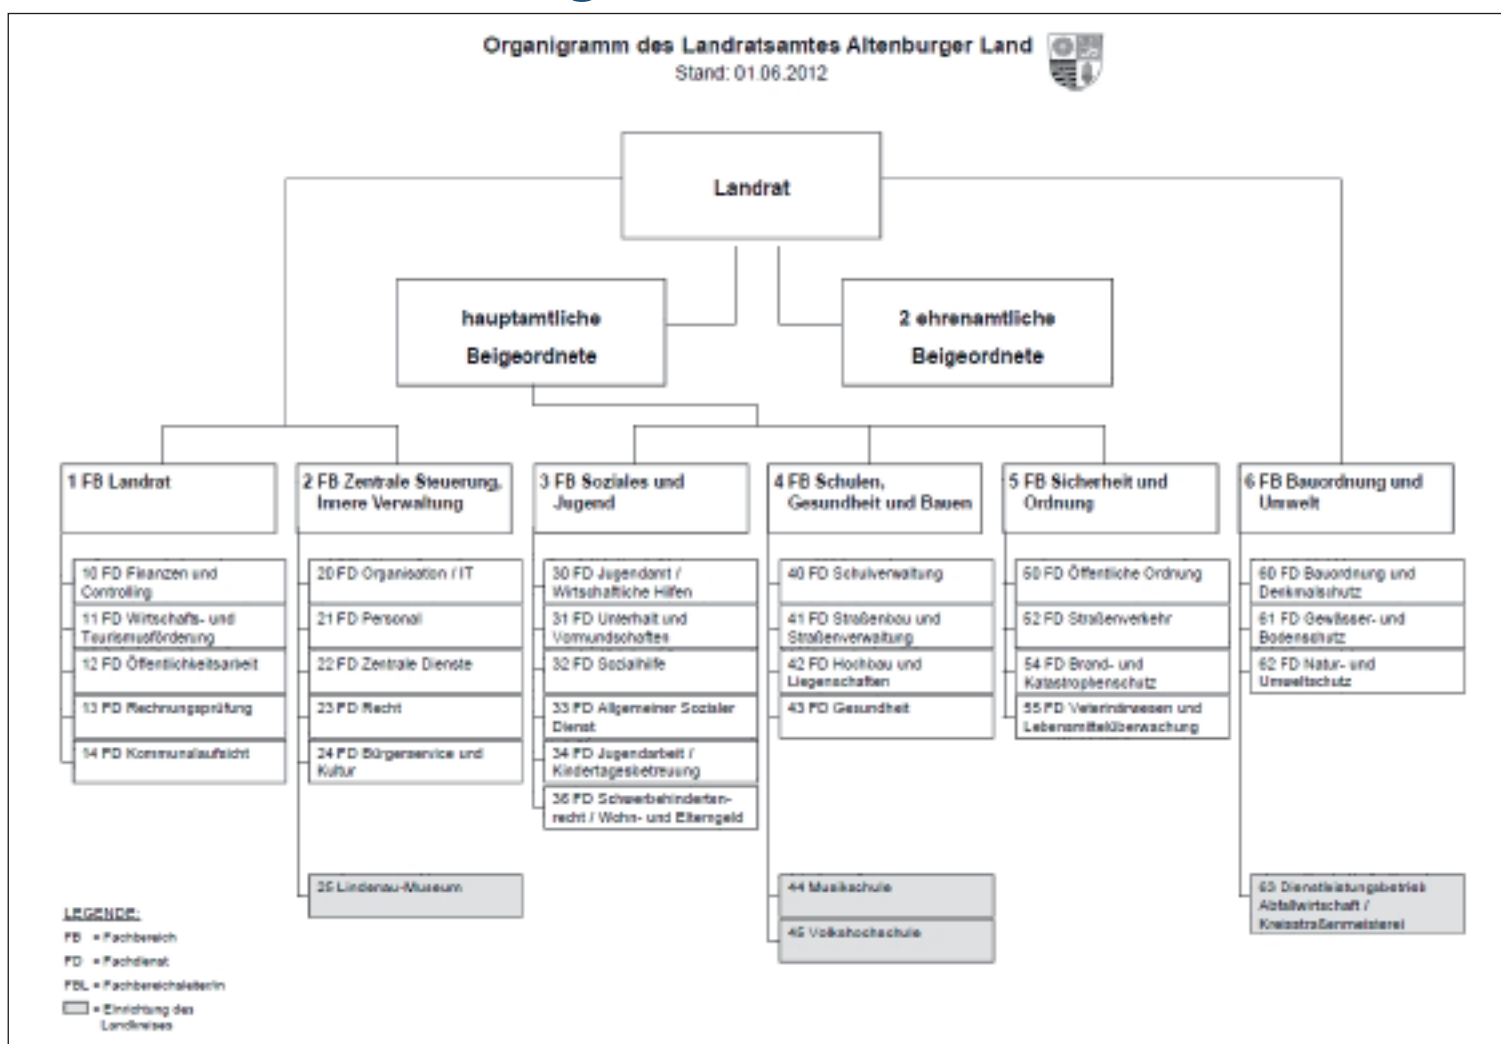 Organigramm des Landratsamtes Altenburger Land
Stand: 01.06.2012
Landrat
hauptamtliche
Beigeordnete
2 ehrenamtliche
Beigeordnete
1 FB Landrat
2 FB Zentrale Steuerung,
Innere Verwaltung
3 FB Soziales und
Jugend
4 FB Schulen,
Gesundheit und Bauen
5 FB Sicherheit und
Ordnung
6 FB Bauordnung und
Umwelt
10 FD Finanzen und
Controlling
11 FD Wirtschafts- und
Tourismusförderung
12 FD Öffentlichkeitsarbeit
13 FD Rechnungsprüfung
14 FD Kommunalaufsicht
20 FD Organisation / IT
21 FD Personal
22 FD Zentrale Dienste
23 FD Recht
24 FD Bürgerservice und
Kultur
25 Lindenau-Museum
30 FD Jugendamt /
Wirtschaftliche Hilfen
31 FD Unterhalt und
Vormundschaften
32 FD Sozialhilfe
33 FD Allgemeiner Sozialer
Dienst
34 FD Jugendarbeit /
Kindertagesbetreuung
36 FD Schwerbehinderten-
recht / Wohn- und Elterngeld
40 FD Schulverwaltung
41 FD Straßenbau und
Straßenverwaltung
42 FD Hochbau und
Liegenschaften
43 FD Gesundheit
44 Musikschule
45 Volkshochschule
50 FD Öffentliche Ordnung
52 FD Straßenverkehr
54 FD Brand- und
Katastrophenschutz
55 FD Veterinärwesen und
Lebensmittelüberwachung
60 FD Bauordnung und
Denkmalschutz
61 FD Gewässer- und
Bodenschutz
62 FD Natur- und
Umweltschutz
63 Dienstleistungsbetrieb
Abfallwirtschaft /
Kreisstraßenmeisterei
LEGENDE:
FB = Fachbereich
FD = Fachdienst
FBL = Fachbereichsleiter/in
= Einrichtung des
Landkreises